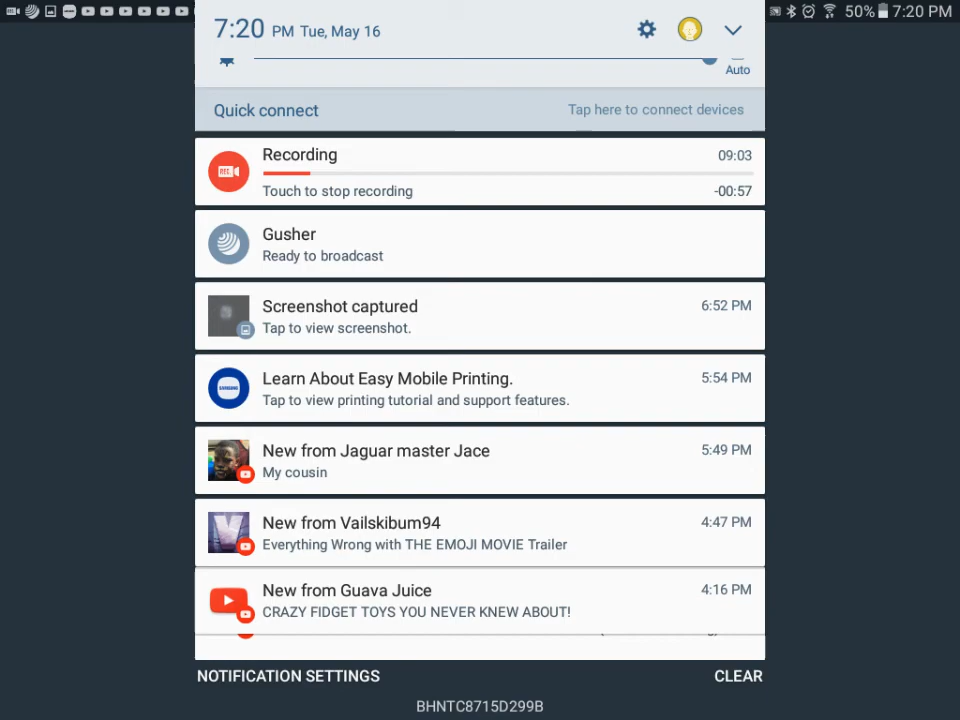 50% 7:20 PM
7:20 PM Tue, May 16
Auto
Quick connect
Tap here to connect devices
Recording
09:03
REC
Touch to stop recording
-00:57
Gusher
Ready to broadcast
Screenshot captured
6:52 PM
Tap to view screenshot.
Learn About Easy Mobile Printing.
5:54 PM
SAMSUNG
Tap to view printing tutorial and support features.
New from Jaguar master Jace
5:49 PM
My cousin
New from Vailskibum94
4:47 PM
Everything Wrong with THE EMOJI MOVIE Trailer
New from Guava Juice
4:16 PM
CRAZY FIDGET TOYS YOU NEVER KNEW ABOUT!
NOTIFICATION SETTINGS
CLEAR
BHNTC8715D299B